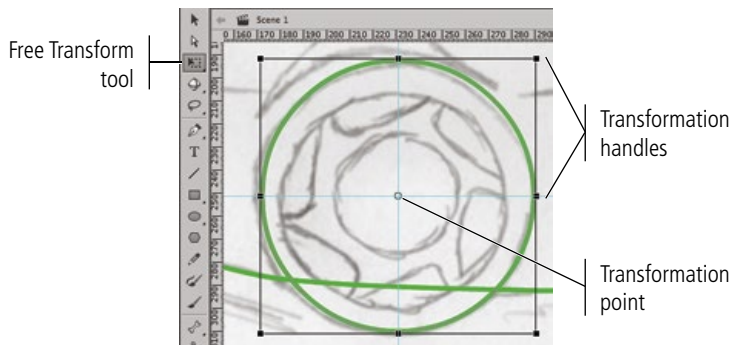 Scene 1
0 160 170 180 190 200 210 220 230 240 250 260 270 280 290
Free Transform
tool
Transformation
handles
Transformation
point
T